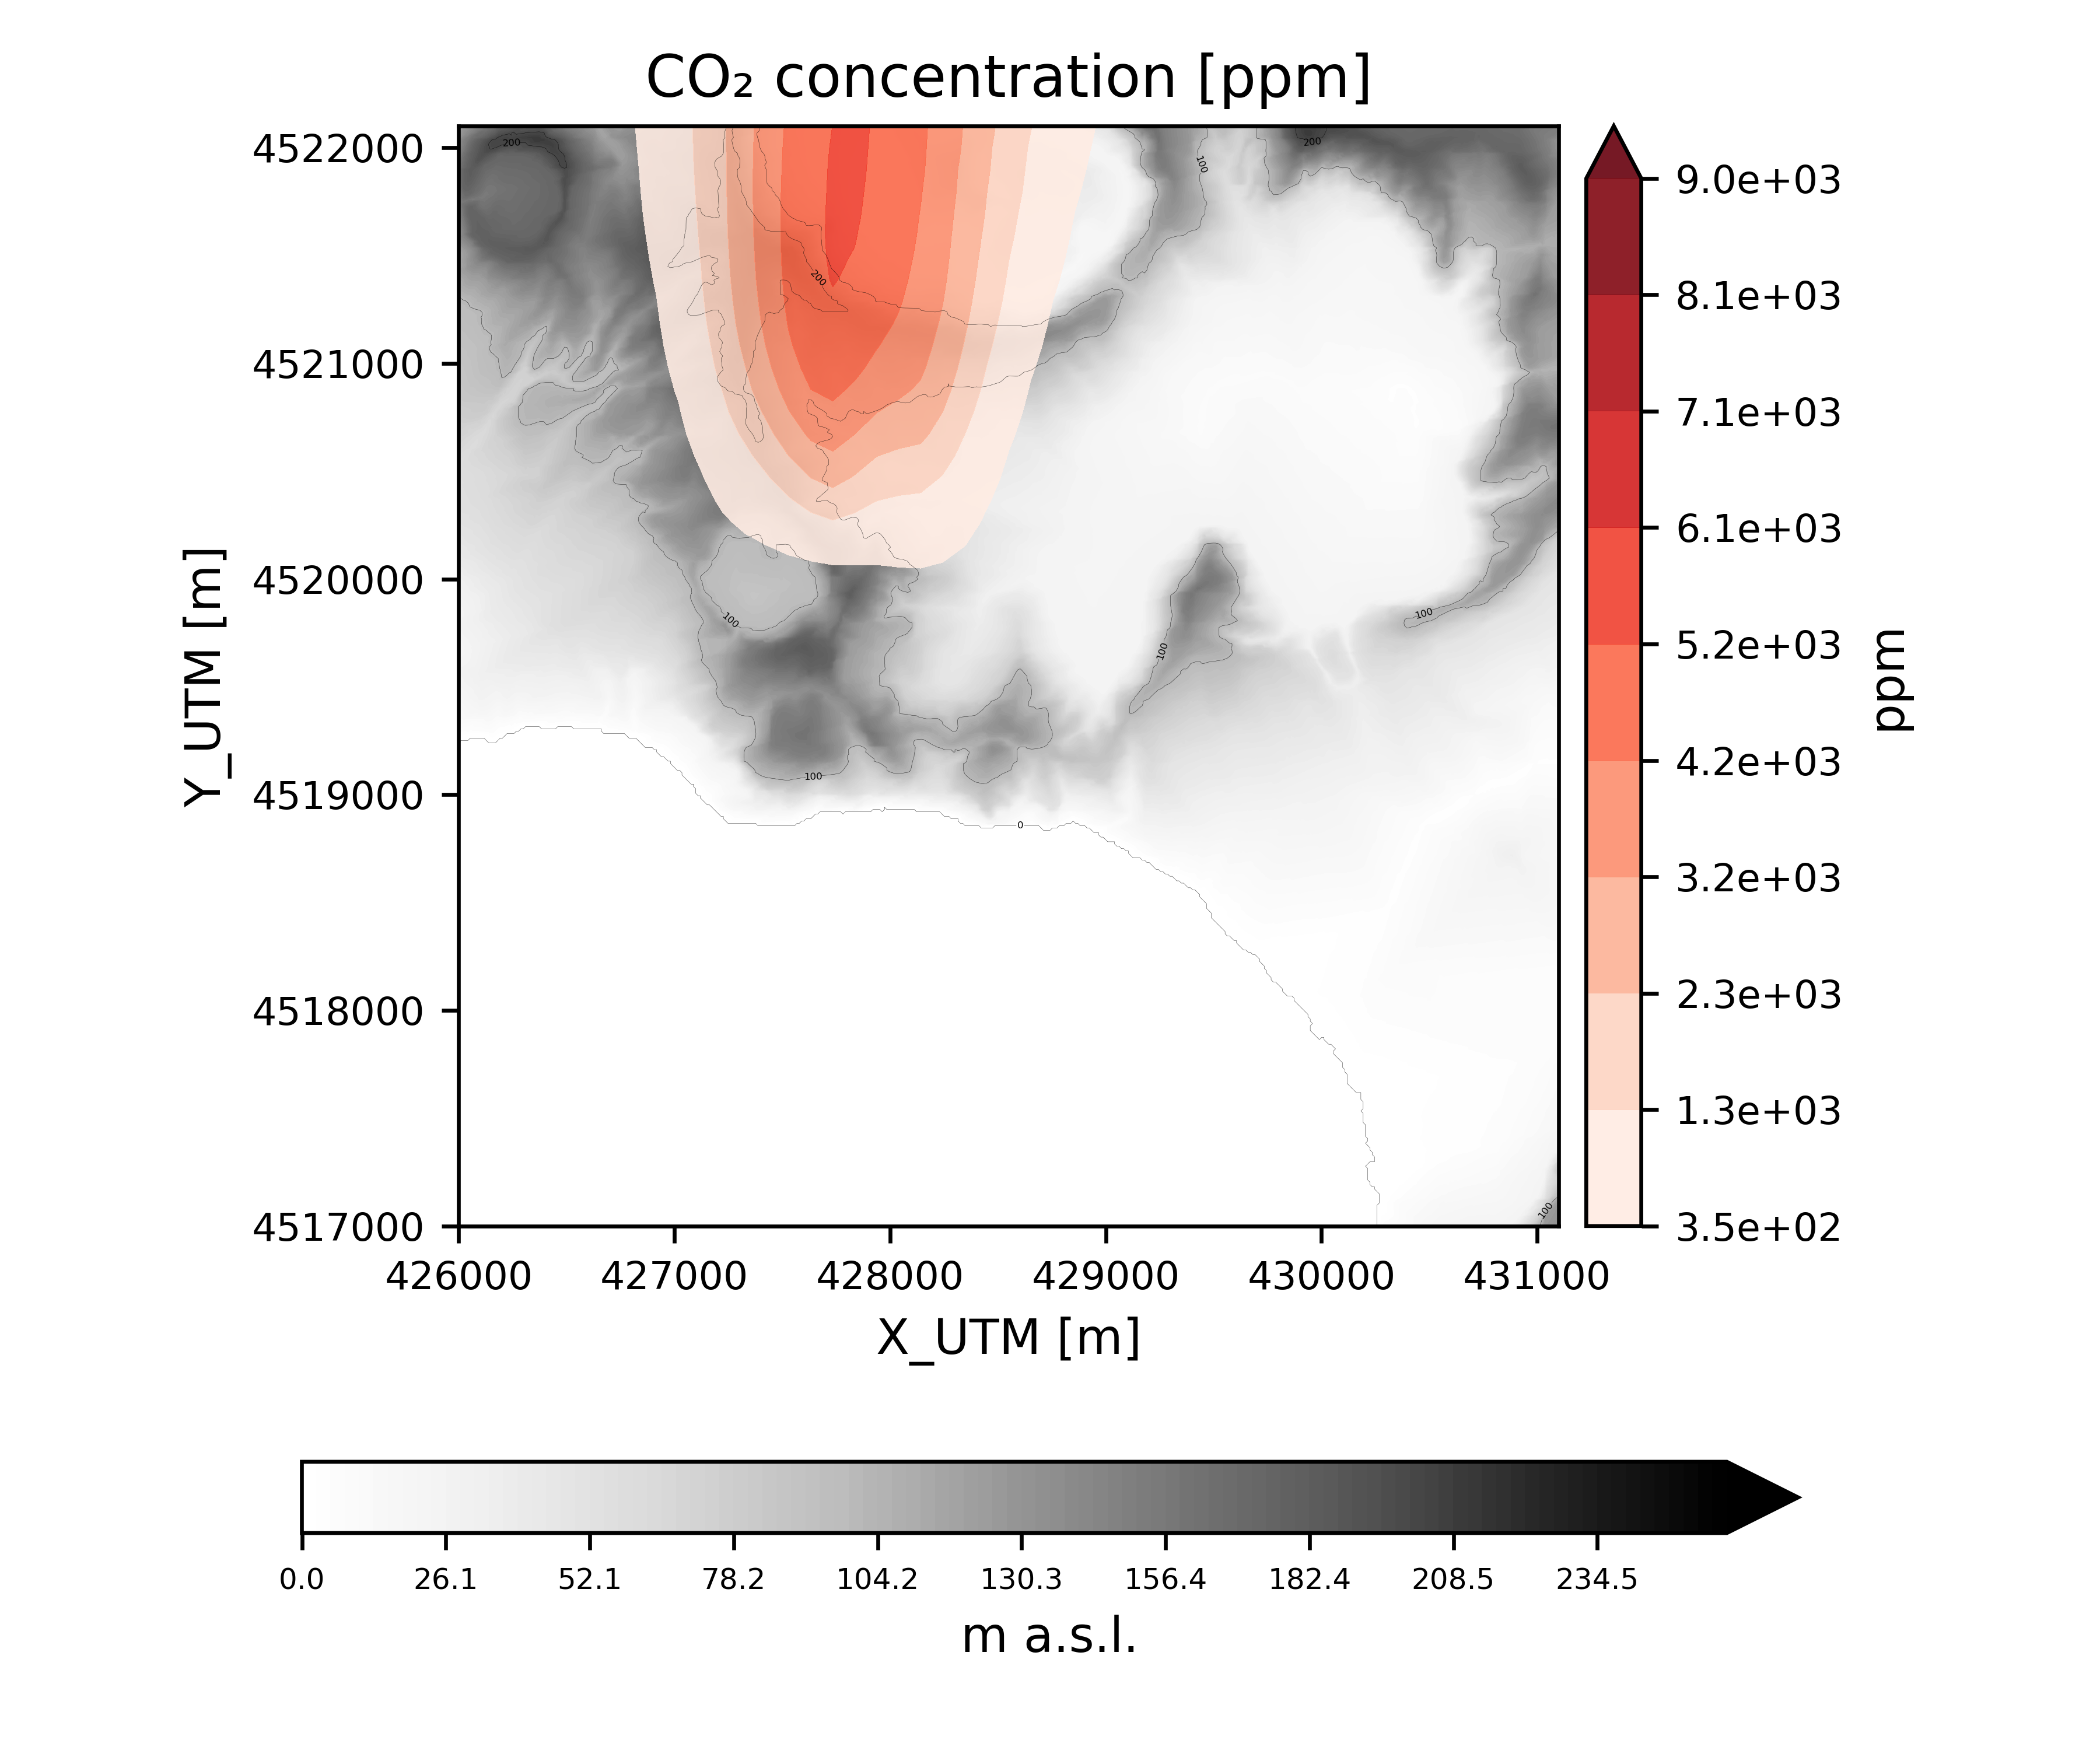 CO₂ concentration [ppm]
4522000
4521000
4520000
4519000
4518000
4517000
Y_UTM [m]
200
200
100
200
100
100
100
100
0
100
426000 427000 428000 429000 430000 431000
X_UTM [m]
9.0e+03
8.1e+03
7.1e+03
6.1e+03
5.2e+03
4.2e+03
3.2e+03
2.3e+03
1.3e+03
3.5e+02
ppm
0.0 26.1 52.1 78.2 104.2 130.3 156.4 182.4 208.5 234.5
m a.s.l.